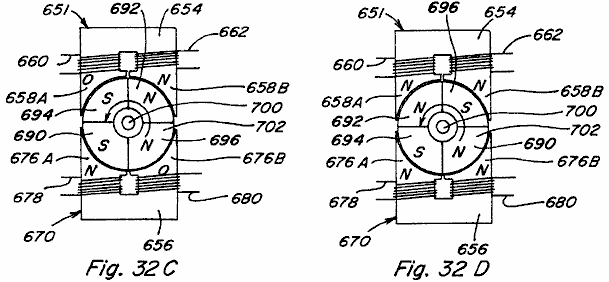 651 692 654
660 662
O N
658A S N 658B
694 700
690 702
S N 696
676A 676B
N O
678 680
670 656
Fig. 32C
651 696 654
660 662
N N
658A S 658B
692 N 700
694 702
S N 690
676A 676B
N N
678 680
670 656
Fig. 32D